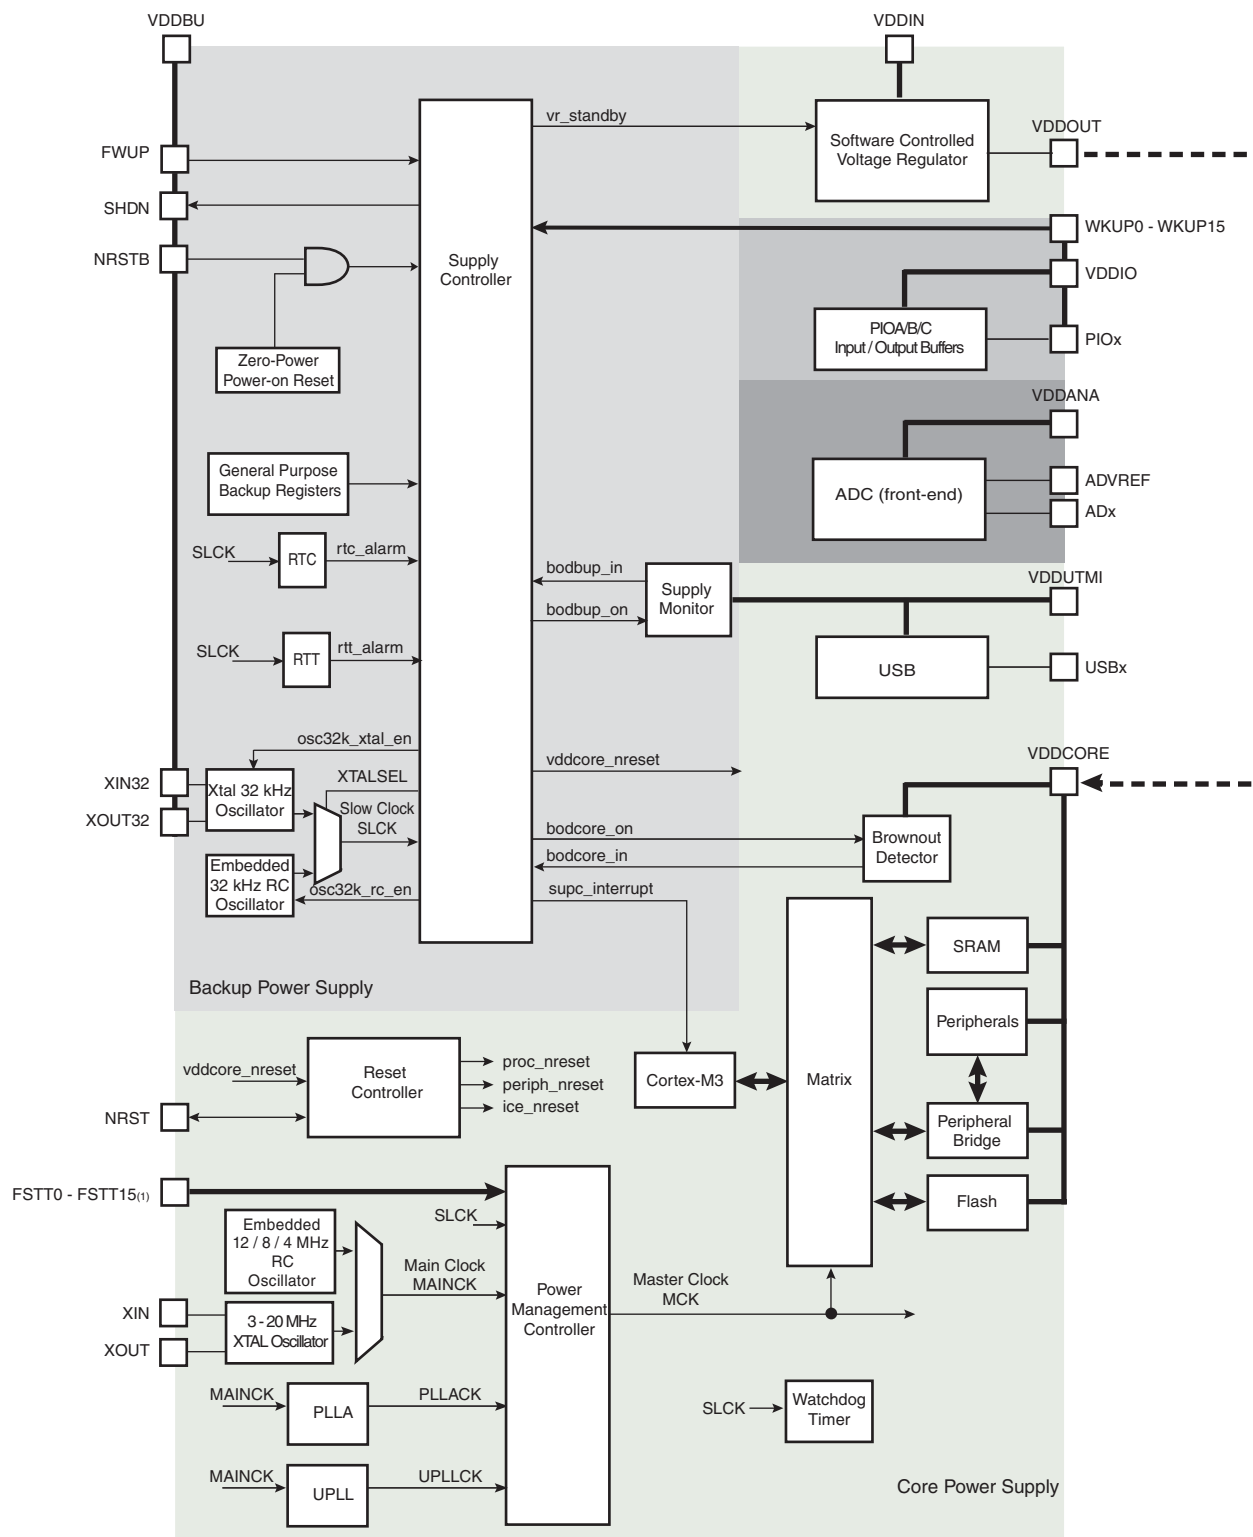 VDDBU
VDDIN
vr_standby
Software Controlled
Voltage Regulator
VDDOUT
FWUP
SHDN
NRSTB
Supply
Controller
WKUP0 - WKUP15
VDDIO
PIOA/B/C
Input / Output Buffers
PIOx
Zero-Power
Power-on Reset
VDDANA
General Purpose
Backup Registers
ADC (front-end)
ADVREF
ADx
SLCK
RTC
rtc_alarm
bodbup_in
bodbup_on
Supply
Monitor
VDDUTMI
SLCK
RTT
rtt_alarm
USB
USBx
osc32k_xtal_en
vddcore_nreset
VDDCORE
XIN32
XOUT32
Xtal 32 kHz
Oscillator
XTALSEL
Slow Clock
SLCK
bodcore_on
bodcore_in
Brownout
Detector
Embedded
32 kHz RC
Oscillator
osc32k_rc_en
supc_interrupt
SRAM
Backup Power Supply
Peripherals
vddcore_nreset
Reset
Controller
proc_nreset
periph_nreset
ice_nreset
Cortex-M3
Matrix
NRST
Peripheral
Bridge
FSTT0 - FSTT15(1)
SLCK
Flash
Embedded
12 / 8 / 4 MHz
RC
Oscillator
Main Clock
MAINCK
Power
Management
Controller
Master Clock
MCK
XIN
XOUT
3 - 20 MHz
XTAL Oscillator
MAINCK
PLLA
PLLACK
SLCK
Watchdog
Timer
MAINCK
UPLL
UPLLCK
Core Power Supply